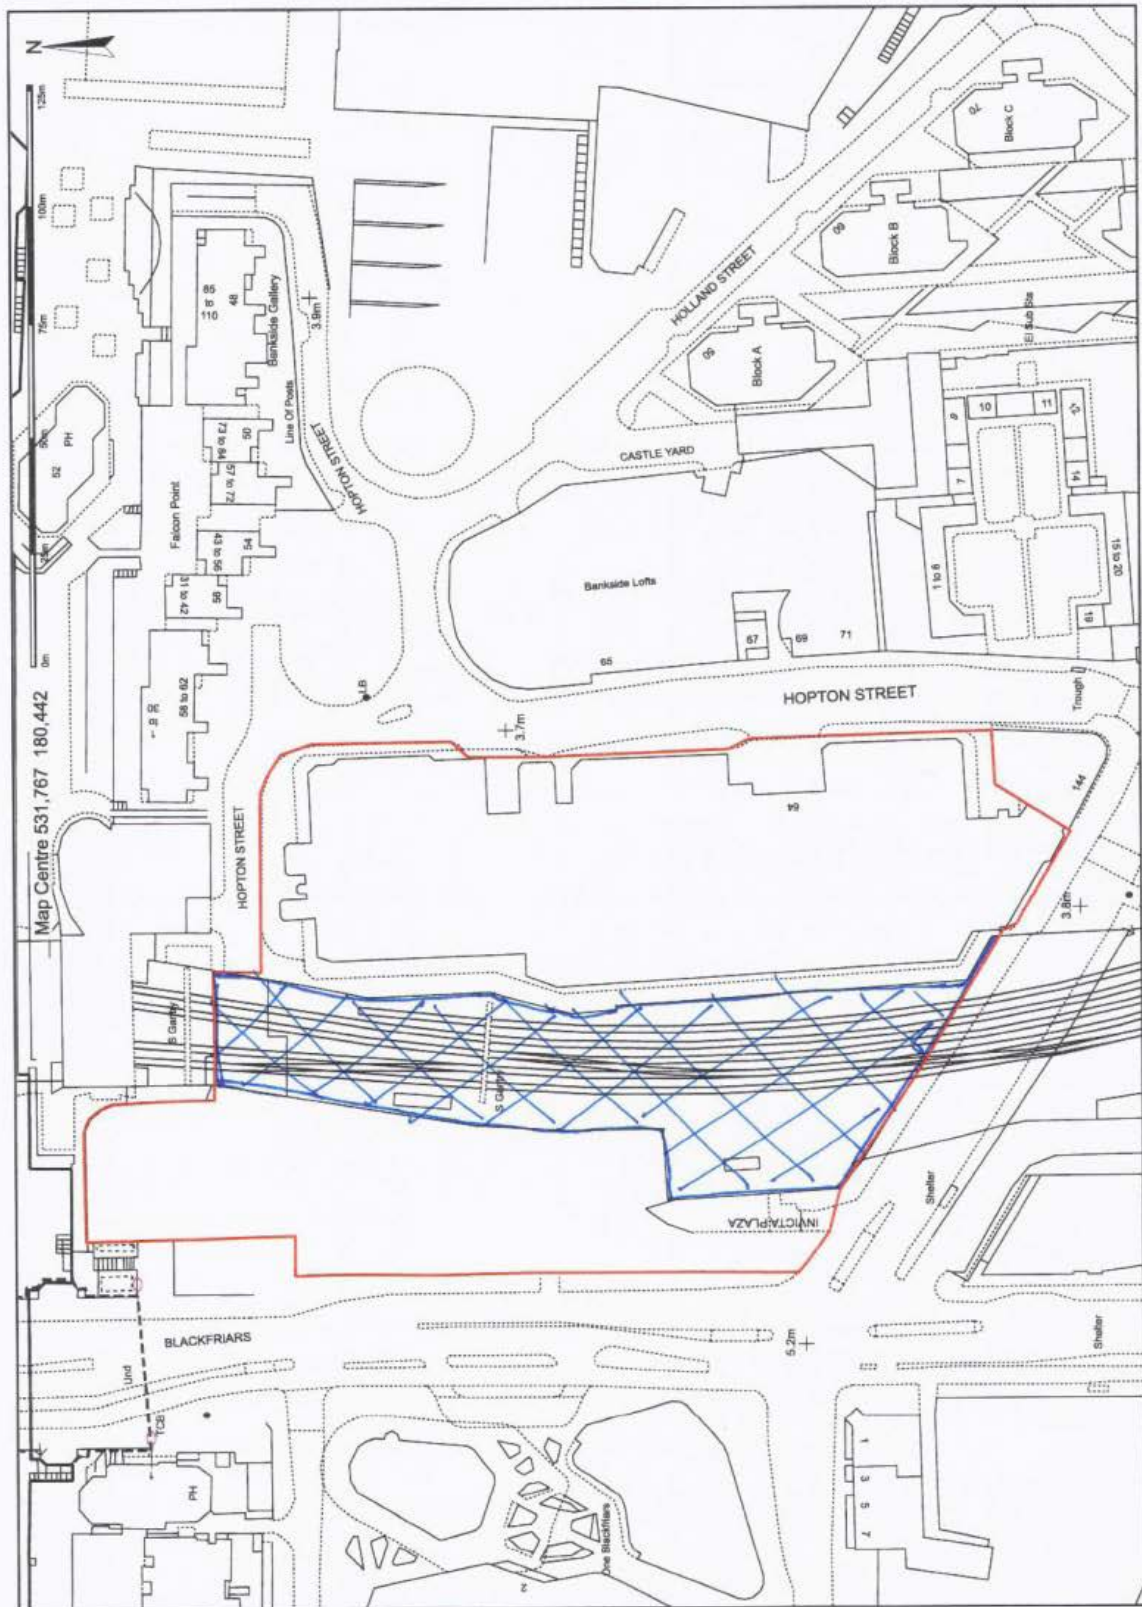 N
0m
25m
50m
75m
100m
125m
Map Centre 531,767 180,442
52
PH
Falcon Point
58 to 62
31 to 42
95
43 to 56
54
57 to 72
73 to 84
50
85
to
110
48
Bankside Gallery
Line Of Posts
HOPTON STREET
3.9m
HOPTON STREET
LB
3.7m
HOPTON STREET
65
Bankside Lofts
67
69
71
CASTLE YARD
HOLLAND STREET
50
Block A
60
Block B
70
Block C
El Sub Sta
1 to 6
7
8
10
11
14
15 to 20
19
Trough
64
144
3.8m
S Gantry
S Gantry
INVICTA PLAZA
Shelter
Shelter
5.2m
BLACKFRIARS
Und
TCB
PH
One Blackfriars
2
1
3
5
7